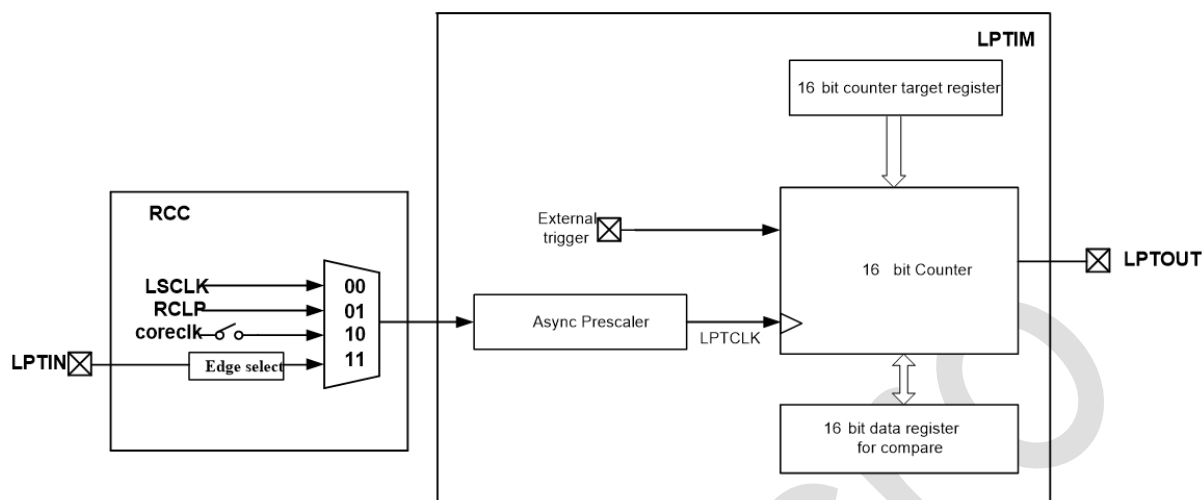 LPTIM
16 bit counter target register
RCC
External
trigger
LSCLK
00
RCLP
01
coreclk
10
LPTIN
Edge select
11
Async Prescaler
LPTCLK
16 bit Counter
LPTOUT
16 bit data register
for compare